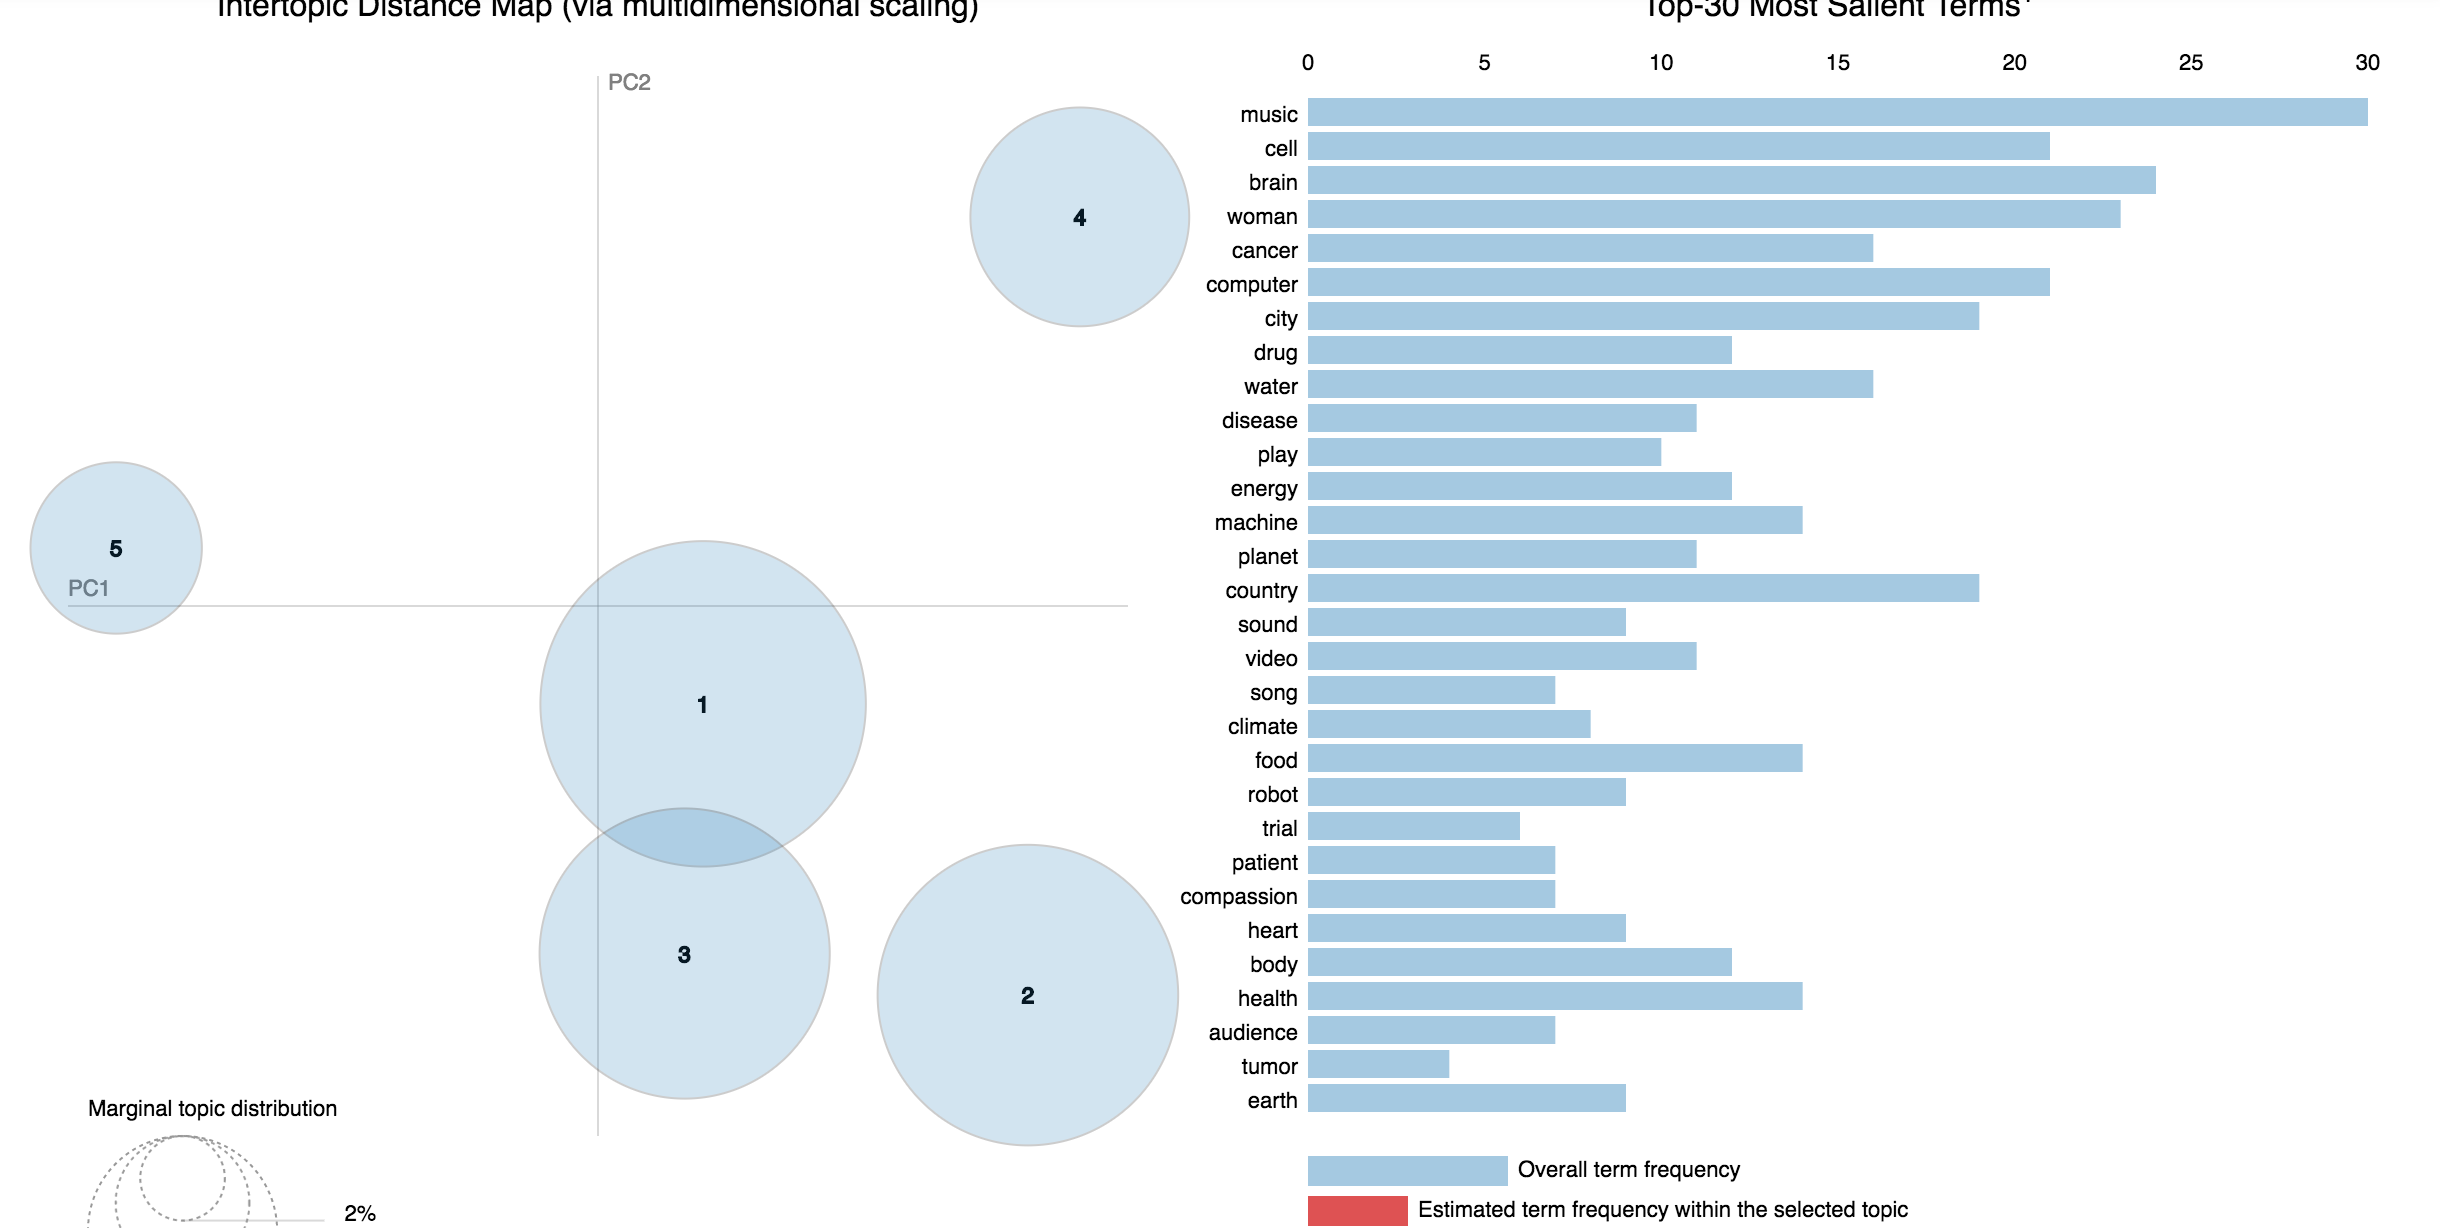 Intertopic Distance Map (via multidimensional scaling)
PC2
4
5
PC1
1
3
2
Marginal topic distribution
2%
Top-30 Most Salient Terms
0 5 10 15 20 25 30
music
cell
brain
woman
cancer
computer
city
drug
water
disease
play
energy
machine
planet
country
sound
video
song
climate
food
robot
trial
patient
compassion
heart
body
health
audience
tumor
earth
Overall term frequency
Estimated term frequency within the selected topic